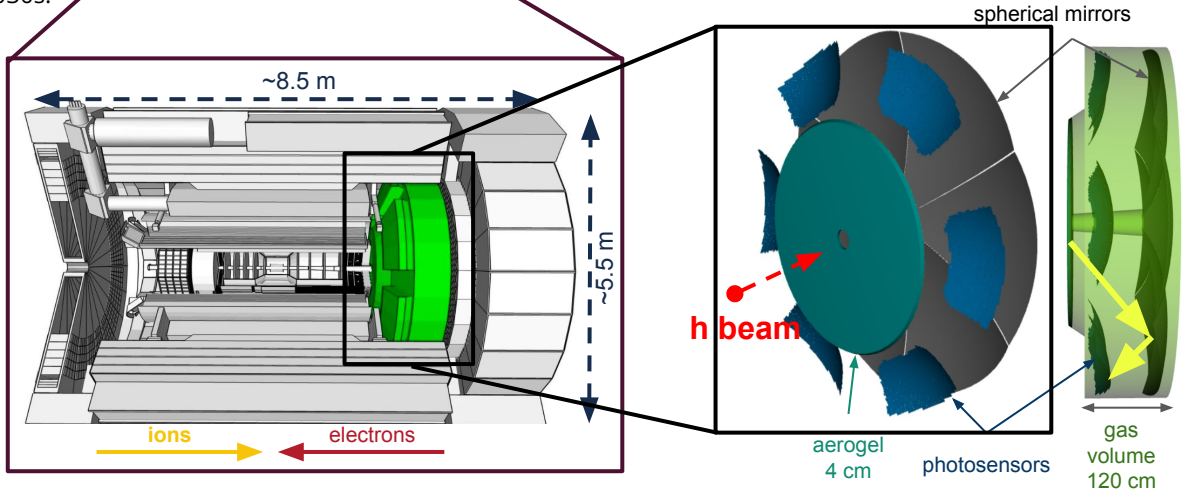 spherical mirrors
~8.5 m
~5.5 m
h beam
ions
electrons
aerogel
4 cm
photosensors
gas
volume
120 cm